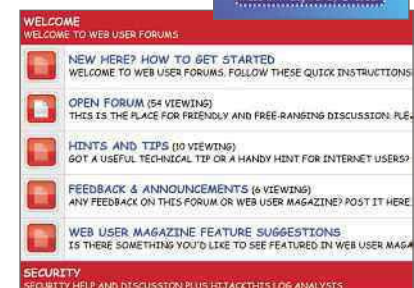 WELCOME
WELCOME TO WEB USER FORUMS
NEW HERE? HOW TO GET STARTED
WELCOME TO WEB USER FORUMS. FOLLOW THESE QUICK INSTRUCTIONS
OPEN FORUM (54 VIEWING)
THIS IS THE PLACE FOR FRIENDLY AND FREE-RANGING DISCUSSION.
HINTS AND TIPS (10 VIEWING)
GOT A USEFUL TECHNICAL TIP OR A HANDY HINT FOR INTERNET USERS?
FEEDBACK & ANNOUNCEMENTS (6 VIEWING)
ANY FEEDBACK ON THIS FORUM OR WEB USER MAGAZINE? POST IT HERE.
WEB USER MAGAZINE FEATURE SUGGESTIONS
IS THERE SOMETHING YOU'D LIKE TO SEE FEATURED IN WEB USER
SECURITY
SECURITY HELP AND DISCUSSION PLUS HIJACKTHIS LOG ANALYSIS